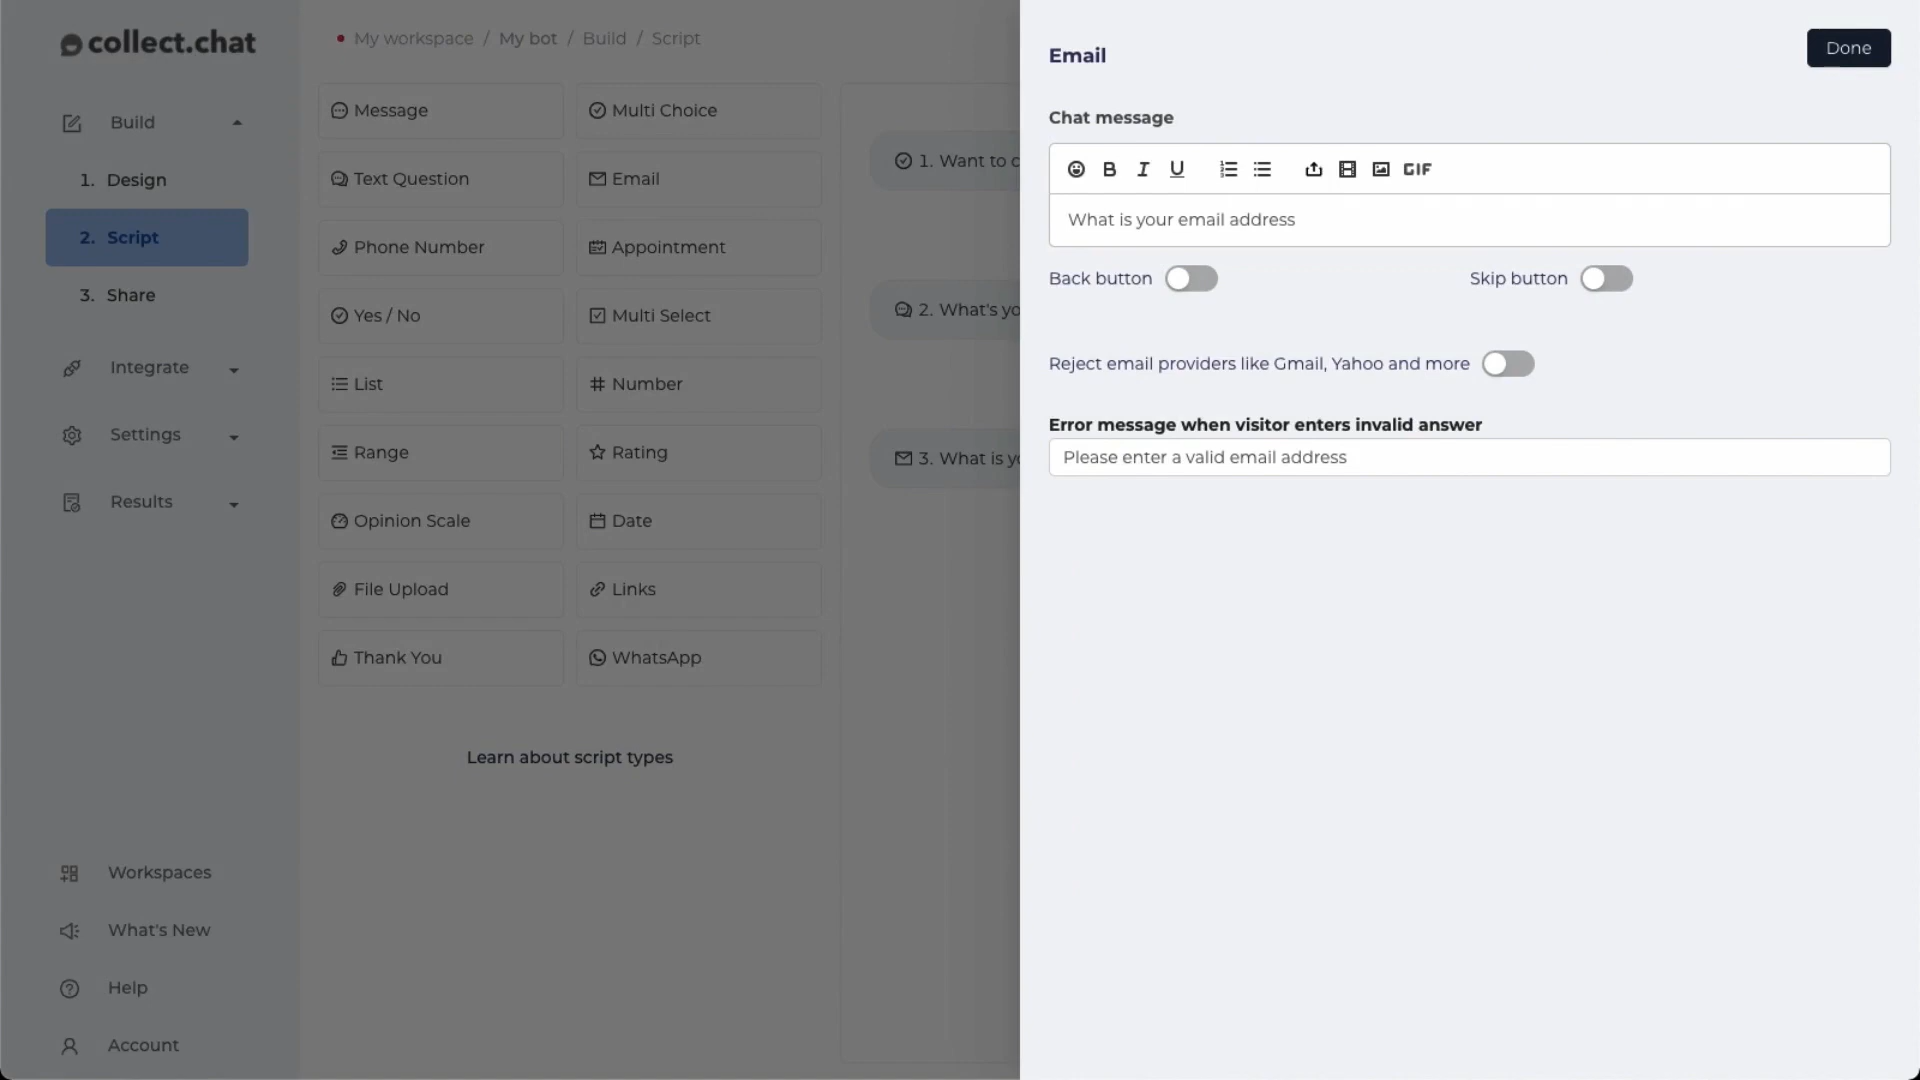 collect.chat
Build
1. Design
2. Script
3. Share
Integrate
Settings
Results
Workspaces
What's New
Help
Account
My workspace / My bot / Build / Script
Message
Multi Choice
Text Question
Email
Phone Number
Appointment
Yes / No
Multi Select
List
Number
Range
Rating
Opinion Scale
Date
File Upload
Links
Thank You
WhatsApp
Learn about script types
1. Want to c
2. What's yo
3. What is yo
Email
Done
Chat message
GIF
What is your email address
Back button
Skip button
Reject email providers like Gmail, Yahoo and more
Error message when visitor enters invalid answer
Please enter a valid email address